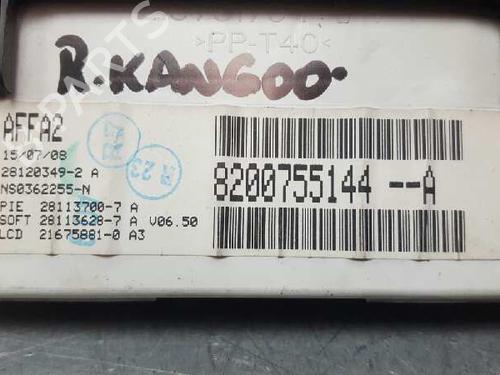 >PP-T40<
R.KANGOO.
AFFA2
15/07/08
28120349-2 A
NS0362255-N
PIE 28113700-7 A
SOFT 28113628-7 A V06.50
LCD 21675881-0 A3
A 23
8200755144 --A
PARTS